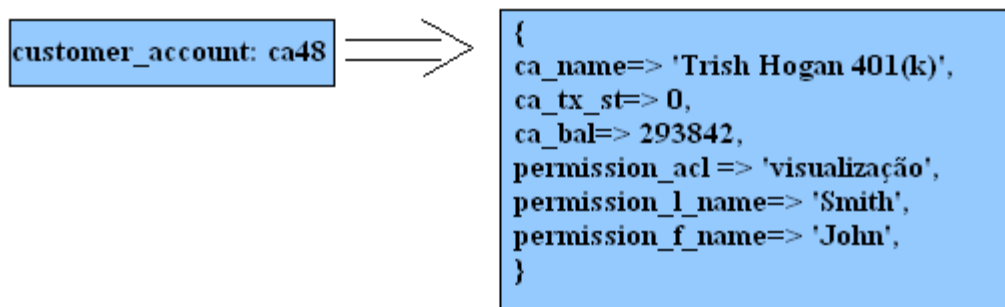 customer_account: ca48
{
ca_name=> 'Trish Hogan 401(k)',
ca_tx_st=> 0,
ca_bal=> 293842,
permission_acl => 'visualização',
permission_l_name=> 'Smith',
permission_f_name=> 'John',
}